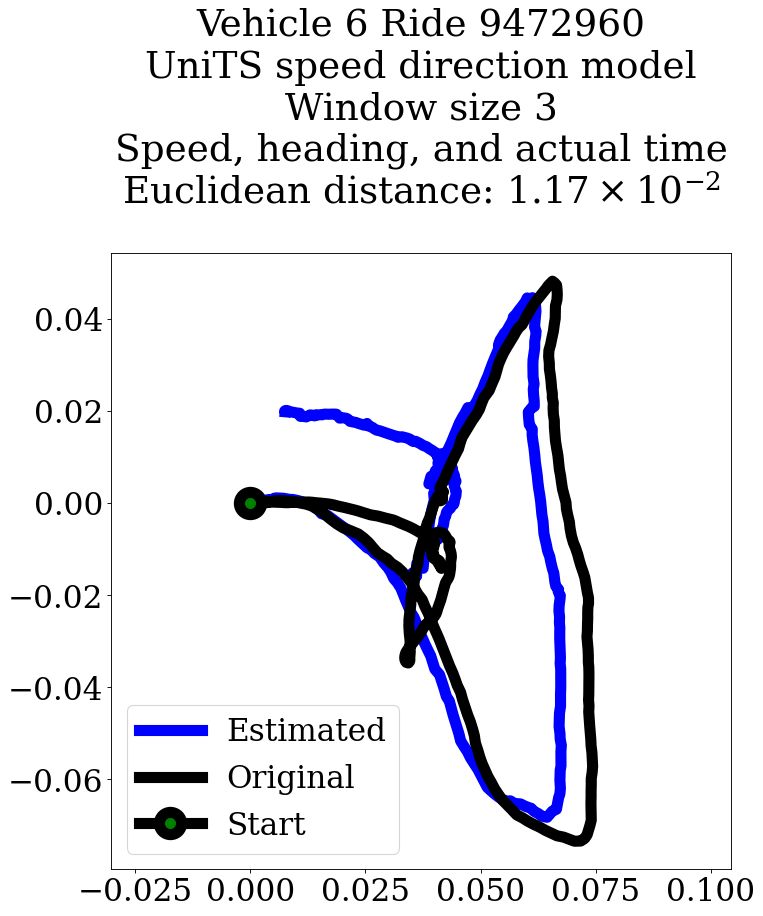 Vehicle 6 Ride 9472960
UniTS speed direction model
Window size 3
Speed, heading, and actual time
Euclidean distance: 1.17 × 10⁻²
0.04
0.02
0.00
−0.02
−0.04
−0.06
Estimated
Original
Start
−0.025 0.000 0.025 0.050 0.075 0.100